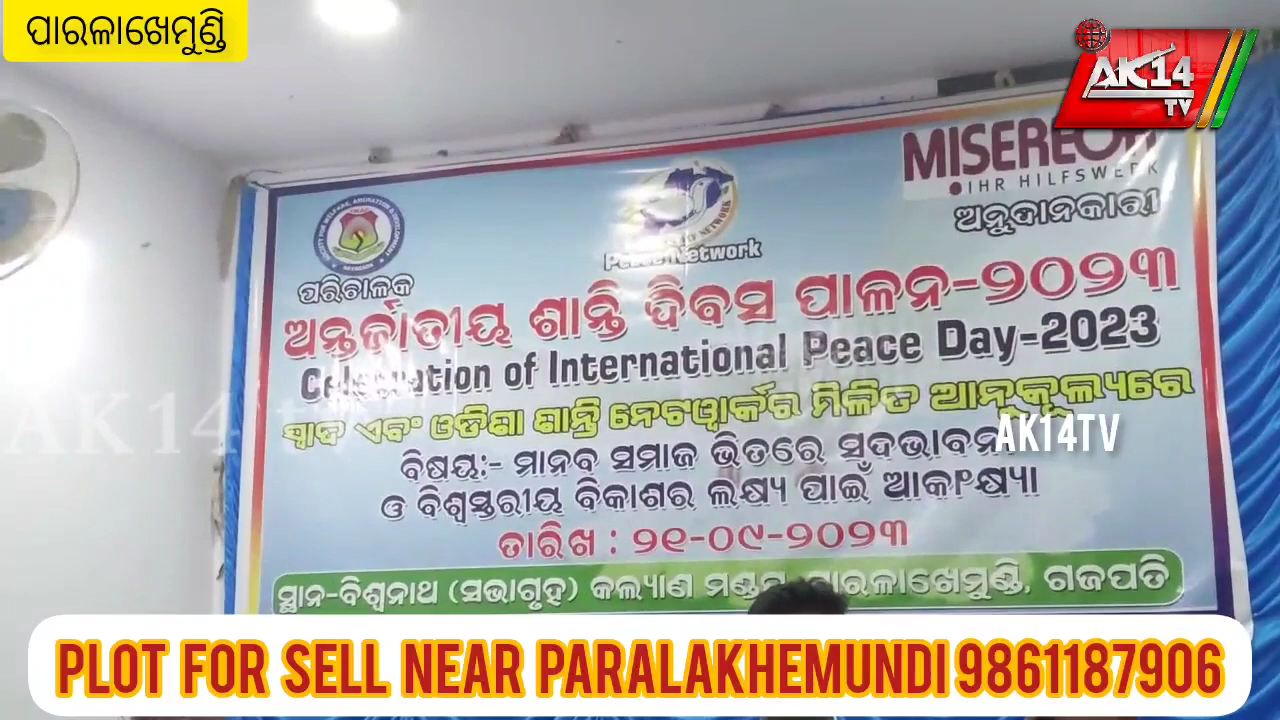 ପାରଳାଖେମୁଣ୍ଡି
AK14
TV
MISEREOR
IHR HILFSWERK
ଅନୁଦାନକାରୀ
Peace Network
ପରିଚାଳକ
ଅନ୍ତର୍ଜାତୀୟ ଶାନ୍ତି ଦିବସ ପାଳନ-୨୦୨୩
Celebration of International Peace Day-2023
ସ୍ୱାଡ ଏବଂ ଓଡିଶା ଶାନ୍ତି ନେଟୱାର୍କର ମିଳିତ ଆନୁକୂଲ୍ୟରେ
AK14 tv
AK14TV
ବିଷୟ:- ମାନବ ସମାଜ ଭିତରେ ସଦଭାବନା
ଓ ବିଶ୍ୱସ୍ତରୀୟ ବିକାଶର ଲକ୍ଷ୍ୟ ପାଇଁ ଆକାଂକ୍ଷ୍ୟା
ତାରିଖ : ୨୧-୦୯-୨୦୨୩
ସ୍ଥାନ-ବିଶ୍ୱନାଥ (ସଭାଗୃହ) କଲ୍ୟାଣ ମଣ୍ଡପ ପାରଳାଖେମୁଣ୍ଡି, ଗଜପତି
PLOT FOR SELL NEAR PARALAKHEMUNDI 9861187906